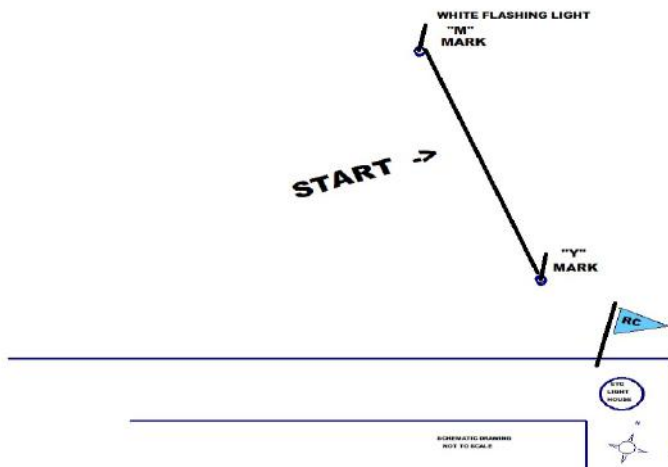 WHITE FLASHING LIGHT
"M"
MARK
START ->
"Y"
MARK
RC
LIGHT
HOUSE
SCHEMATIC DRAWING
NOT TO SCALE
N